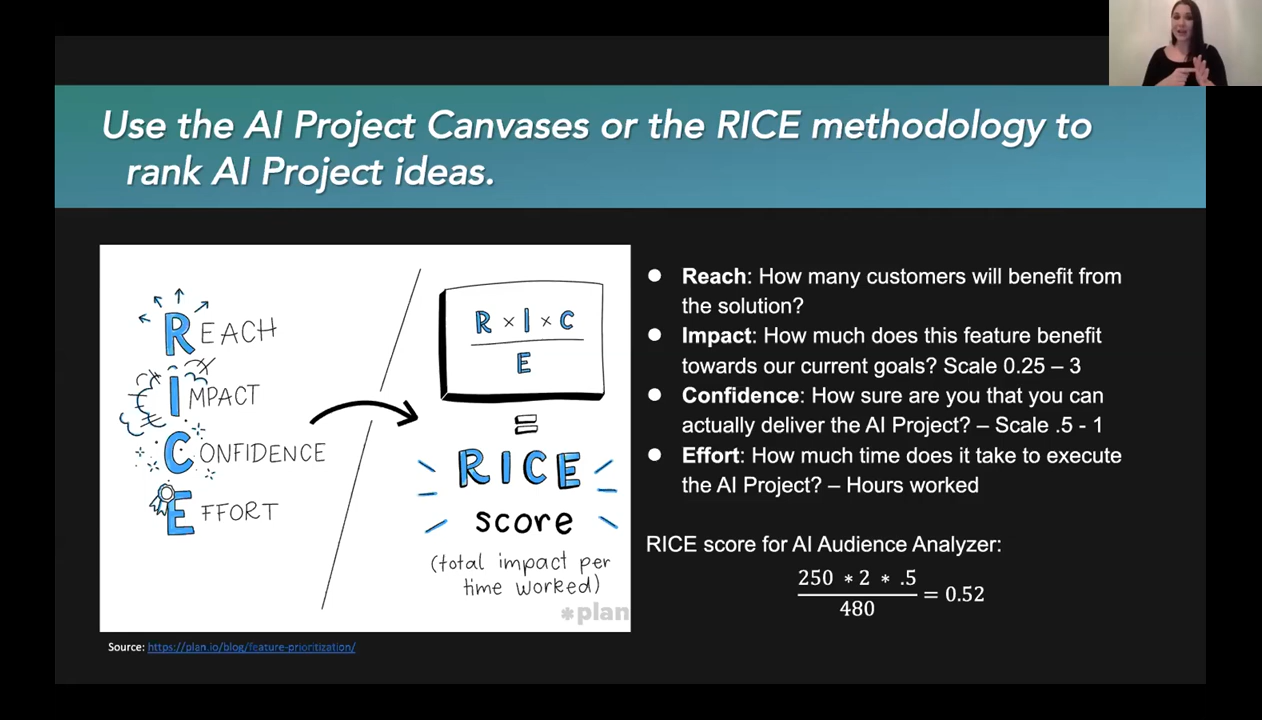 Use the AI Project Canvases or the RICE methodology to
rank AI Project ideas.
REACH
IMPACT
CONFIDENCE
EFFORT
R × I × C
E
=
RICE
score
(total impact per
time worked)
*plan
Source: https://plan.io/blog/feature-prioritization/
● Reach: How many customers will benefit from
the solution?
● Impact: How much does this feature benefit
towards our current goals? Scale 0.25 – 3
● Confidence: How sure are you that you can
actually deliver the AI Project? – Scale .5 - 1
● Effort: How much time does it take to execute
the AI Project? – Hours worked
RICE score for AI Audience Analyzer:
250 * 2 * .5
480
= 0.52